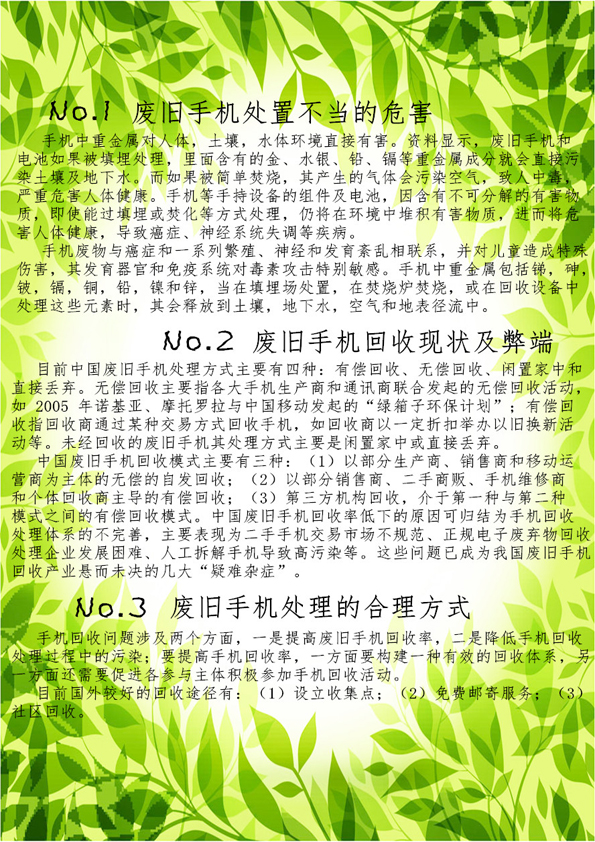 No.1 废旧手机处置不当的危害
手机中重金属对人体，土壤，水体环境直接有害。资料显示，废旧手机和
电池如果被填埋处理，里面含有的金、水银、铅、镉等重金属成分就会直接污
染土壤及地下水。而如果被简单焚烧，其产生的气体会污染空气，致人中毒，
严重危害人体健康。手机等手持设备的组件及电池，因含有不可分解的有害物
质，即使能过填埋或焚化等方式处理，仍将在环境中堆积有害物质，进而将危
害人体健康，导致癌症、神经系统失调等疾病。
手机废物与癌症和一系列繁殖、神经和发育紊乱相联系，并对儿童造成特殊
伤害，其发育器官和免疫系统对毒素攻击特别敏感。手机中重金属包括锑，砷，
铍，镉，铜，铅，镍和锌，当在填埋场处置，在焚烧炉焚烧，或在回收设备中
处理这些元素时，其会释放到土壤，地下水，空气和地表径流中。
No.2 废旧手机回收现状及弊端
目前中国废旧手机处理方式主要有四种：有偿回收、无偿回收、闲置家中和
直接丢弃。无偿回收主要指各大手机生产商和通讯商联合发起的无偿回收活动，
如 2005 年诺基亚、摩托罗拉与中国移动发起的“绿箱子环保计划”；有偿回
收指回收商通过某种交易方式回收手机，如回收商以一定折扣举办以旧换新活
动等。未经回收的废旧手机其处理方式主要是闲置家中或直接丢弃。
中国废旧手机回收模式主要有三种：（1）以部分生产商、销售商和移动运
营商为主体的无偿的自发回收；（2）以部分销售商、二手商贩、手机维修商
和个体回收商主导的有偿回收；（3）第三方机构回收，介于第一种与第二种
模式之间的有偿回收模式。中国废旧手机回收率低下的原因可归结为手机回收
处理体系的不完善，主要表现为二手手机交易市场不规范、正规电子废弃物回收
处理企业发展困难、人工拆解手机导致高污染等。这些问题已成为我国废旧手机
回收产业悬而未决的几大“疑难杂症”。
No.3 废旧手机处理的合理方式
手机回收问题涉及两个方面，一是提高废旧手机回收率，二是降低手机回收
处理过程中的污染；要提高手机回收率，一方面要构建一种有效的回收体系，另
一方面还需要促进各参与主体积极参加手机回收活动。
目前国外较好的回收途径有：（1）设立收集点；（2）免费邮寄服务；（3）
社区回收。